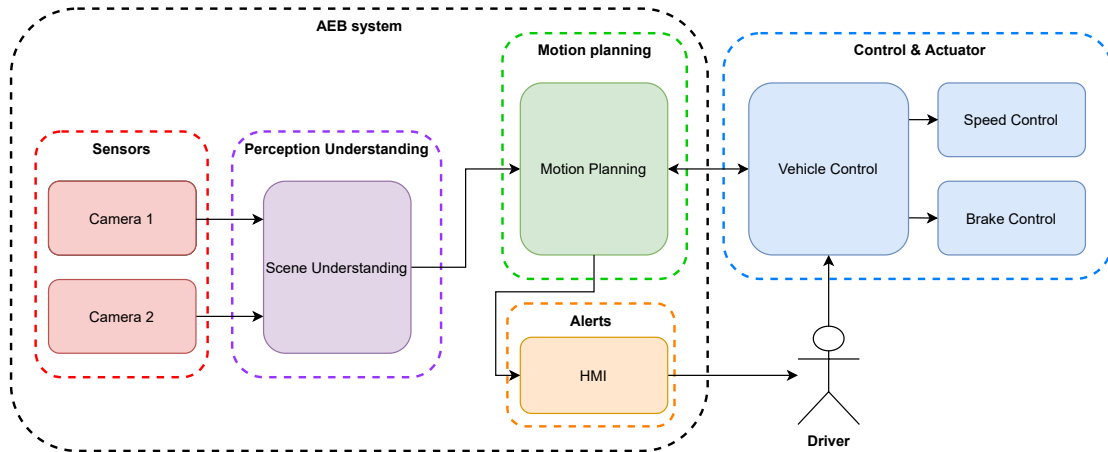 AEB system
Sensors
Camera 1
Camera 2
Perception Understanding
Scene Understanding
Motion planning
Motion Planning
Alerts
HMI
Control & Actuator
Vehicle Control
Speed Control
Brake Control
Driver